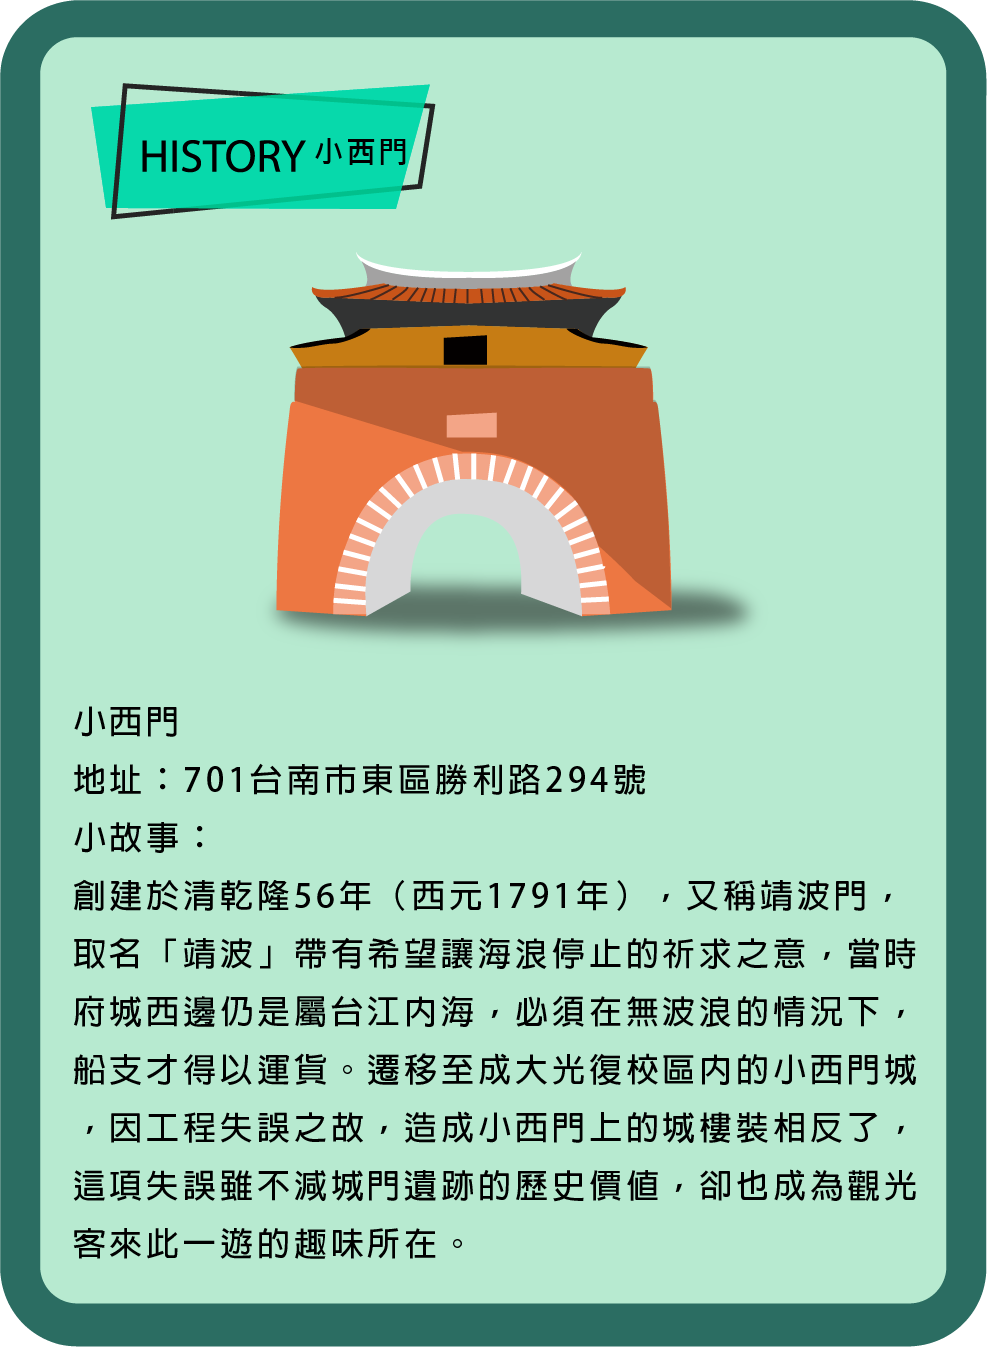 HISTORY 小西門
小西門
地址：701台南市東區勝利路294號
小故事：
創建於清乾隆56年（西元1791年），又稱靖波門，
取名「靖波」帶有希望讓海浪停止的祈求之意，當時
府城西邊仍是屬台江內海，必須在無波浪的情況下，
船支才得以運貨。遷移至成大光復校區內的小西門城
，因工程失誤之故，造成小西門上的城樓裝相反了，
這項失誤雖不減城門遺跡的歷史價值，卻也成為觀光
客來此一遊的趣味所在。